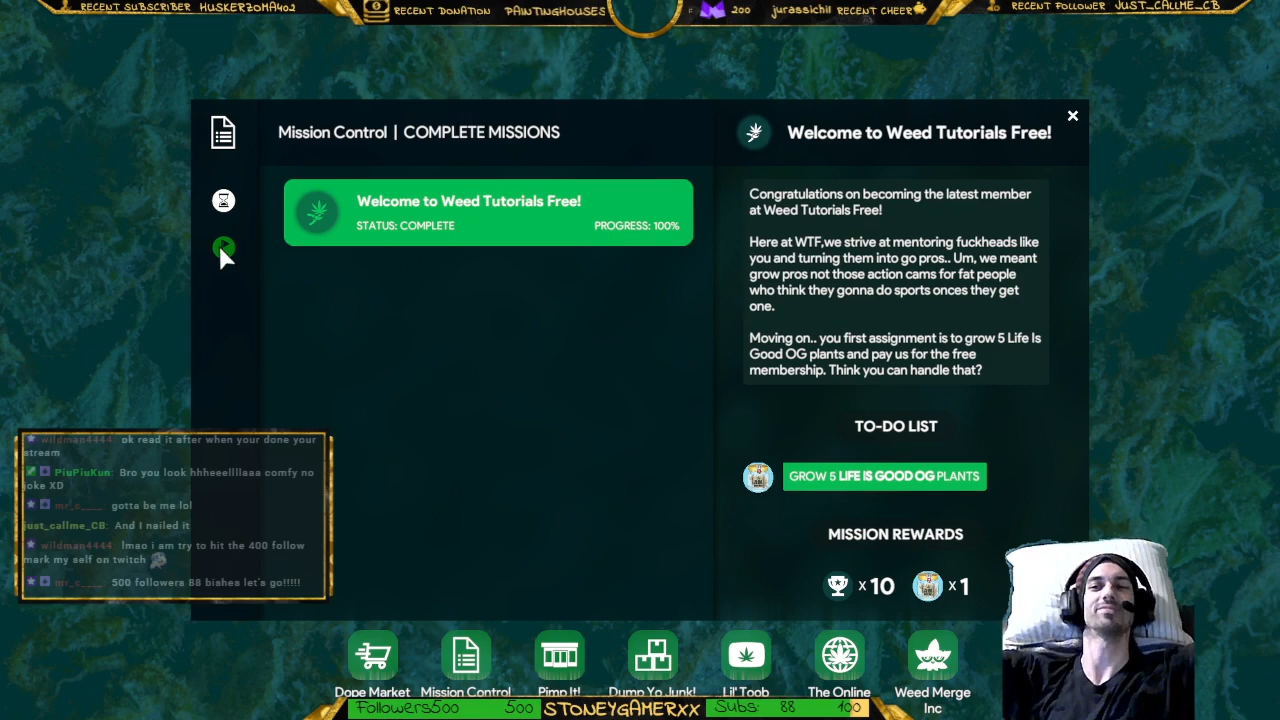 RECENT SUBSCRIBER HUSKERZOMA402
RECENT DONATION PAINTINGHOUSES
200 jurassichll RECENT CHEER
RECENT FOLLOWER JUST_CALLME_CB
Mission Control | COMPLETE MISSIONS
Welcome to Weed Tutorials Free!
STATUS: COMPLETE PROGRESS: 100%
Welcome to Weed Tutorials Free!
Congratulations on becoming the latest member
at Weed Tutorials Free!
Here at WTF,we strive at mentoring fuckheads like
you and turning them into go pros.. Um, we meant
grow pros not those action cams for fat people
who think they gonna do sports onces they get
one.
Moving on.. you first assignment is to grow 5 Life Is
Good OG plants and pay us for the free
membership. Think you can handle that?
TO-DO LIST
GROW 5 LIFE IS GOOD OG PLANTS
MISSION REWARDS
x 10 x 1
wildman4444 ok read it after when your done your
stream
PiuPiuKun: Bro you look hhheeellllaaa comfy no
joke XD
mr_c____ gotta be me lol
just_callme_CB: And I nailed it
wildman4444 lmao i am try to hit the 400 follow
mark my self on twitch
mr_c____ 500 followers 88 bishes let's go!!!!!
Dope Market
Mission Control
Pimp It!
Dump Yo Junk!
Lil' Toob
The Online
Weed Merge
Inc
Followers500 500 STONEYGAMERXX Subs: 88 100